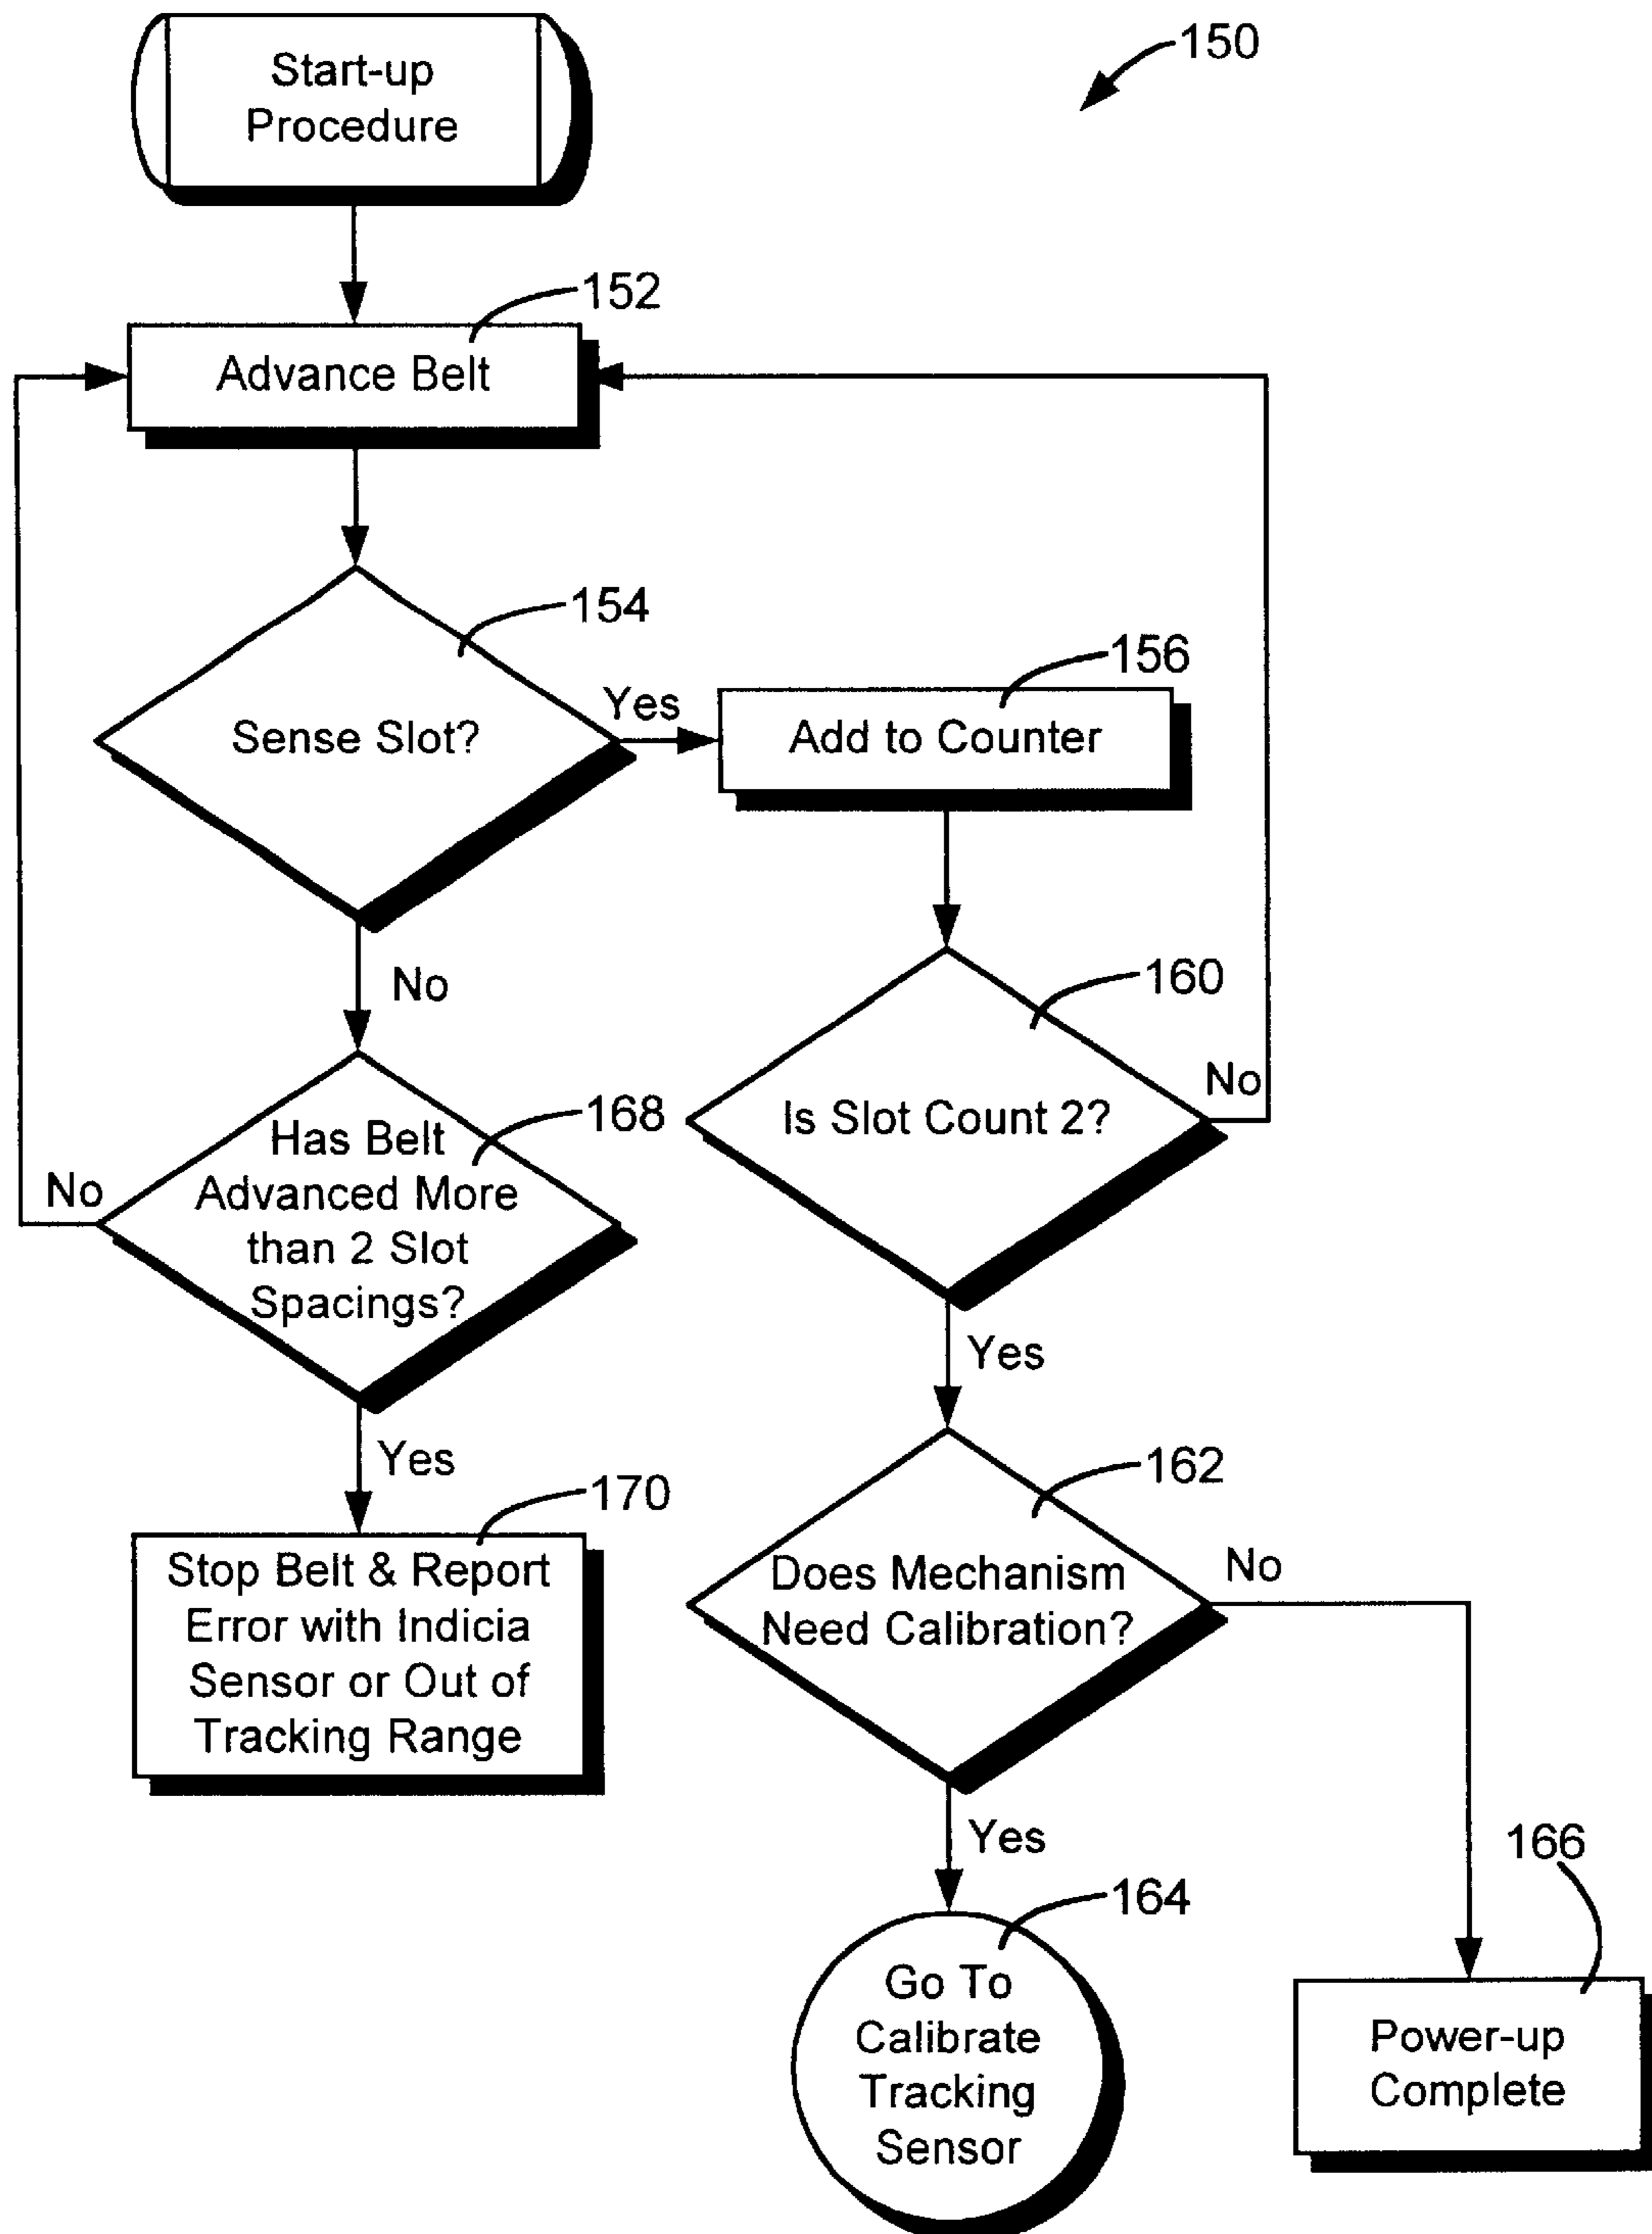 Start-up
Procedure
150
152
Advance Belt
154
Sense Slot?
Yes
156
Add to Counter
No
160
Is Slot Count 2?
No
168
Has Belt
Advanced More
than 2 Slot
Spacings?
No
Yes
Yes
170
Stop Belt & Report
Error with Indicia
Sensor or Out of
Tracking Range
162
Does Mechanism
Need Calibration?
No
Yes
164
Go To
Calibrate
Tracking
Sensor
166
Power-up
Complete